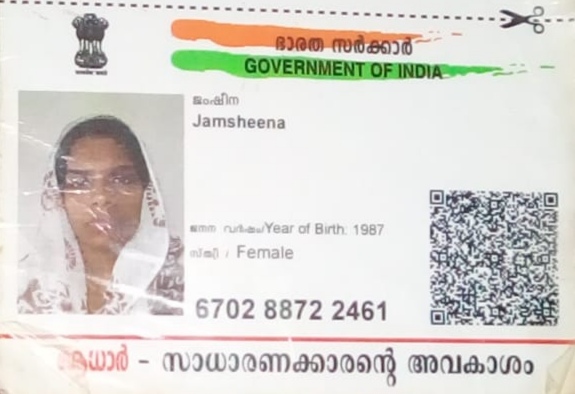 ഭാരത സർക്കാർ
GOVERNMENT OF INDIA
ജംഷീന
Jamsheena
ജനന വർഷം/Year of Birth: 1987
സ്ത്രീ / Female
6702 8872 2461
ആധാർ – സാധാരണക്കാരന്റെ അവകാശം